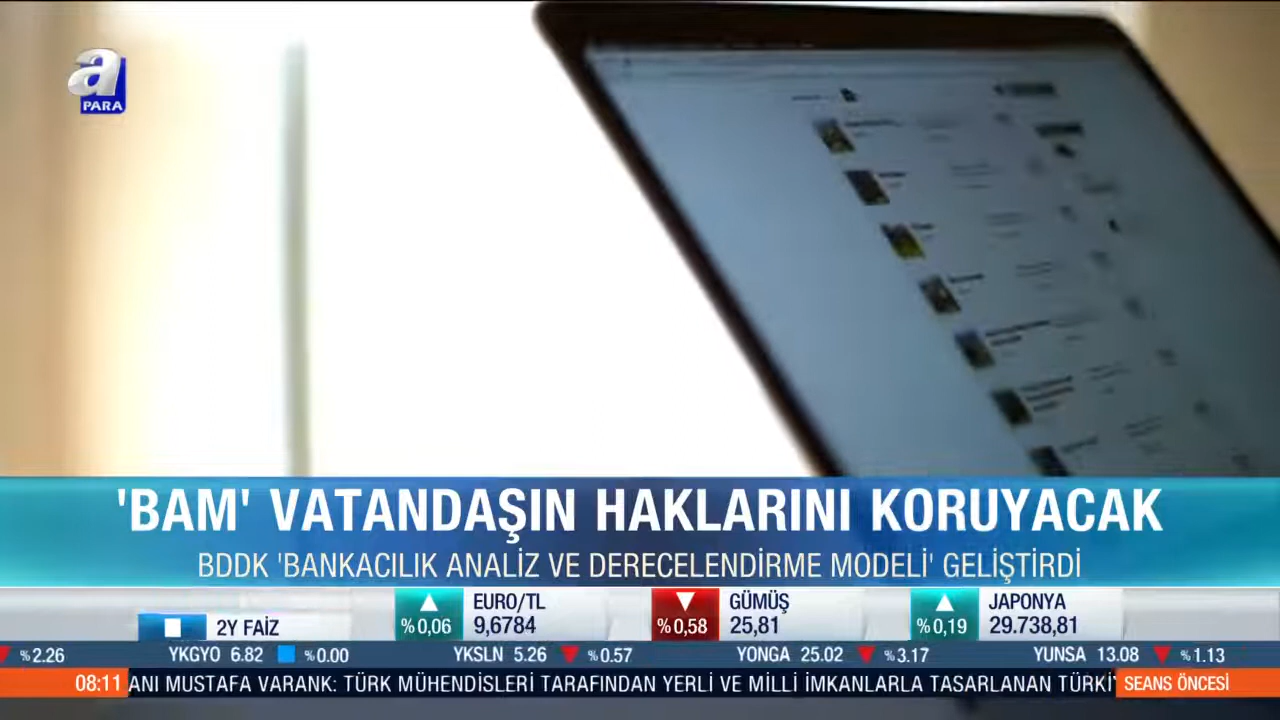 a
PARA
'BAM' VATANDAŞIN HAKLARINI KORUYACAK
BDDK 'BANKACILIK ANALİZ VE DERECELENDİRME MODELİ' GELİŞTİRDİ
2Y FAİZ
%0,06 EURO/TL 9,6784
%0,58 GÜMÜŞ 25,81
%0,19 JAPONYA 29.738,81
%2.26 YKGYO 6.82 %0.00 YKSLN 5.26 %0.57 YONGA 25.02 %3.17 YUNSA 13.08 %1.13
08:11 ANI MUSTAFA VARANK: TÜRK MÜHENDİSLERİ TARAFINDAN YERLİ VE MİLLİ İMKANLARLA TASARLANAN TÜRKİ SEANS ÖNCESİ